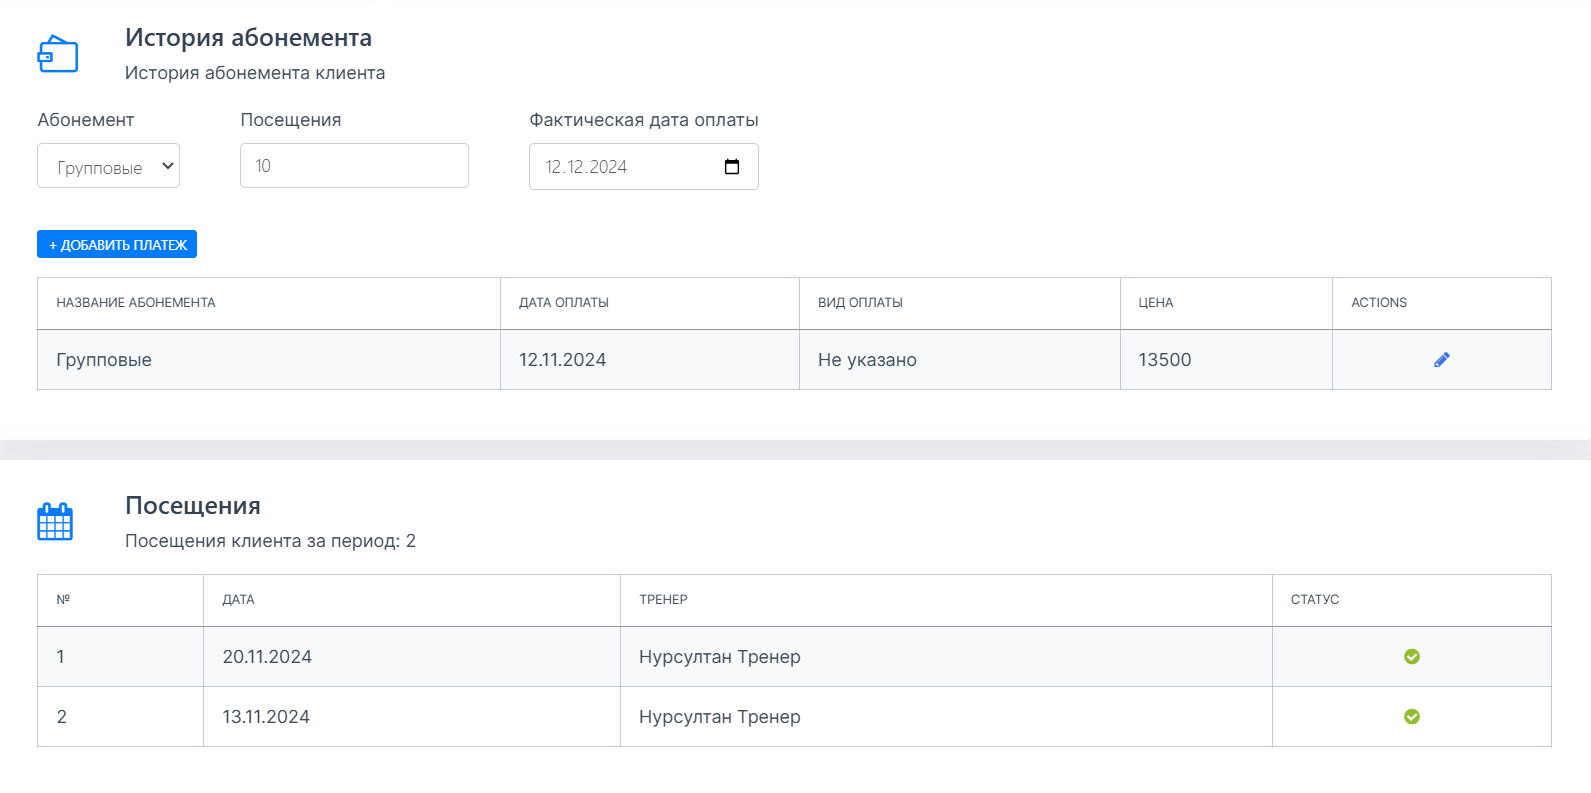 История абонемента
История абонемента клиента
Абонемент Посещения Фактическая дата оплаты
Групповые 10 12.12.2024
+ ДОБАВИТЬ ПЛАТЕЖ
НАЗВАНИЕ АБОНЕМЕНТА ДАТА ОПЛАТЫ ВИД ОПЛАТЫ ЦЕНА ACTIONS
Групповые 12.11.2024 Не указано 13500
Посещения
Посещения клиента за период: 2
№ ДАТА ТРЕНЕР СТАТУС
1 20.11.2024 Нурсултан Тренер
2 13.11.2024 Нурсултан Тренер